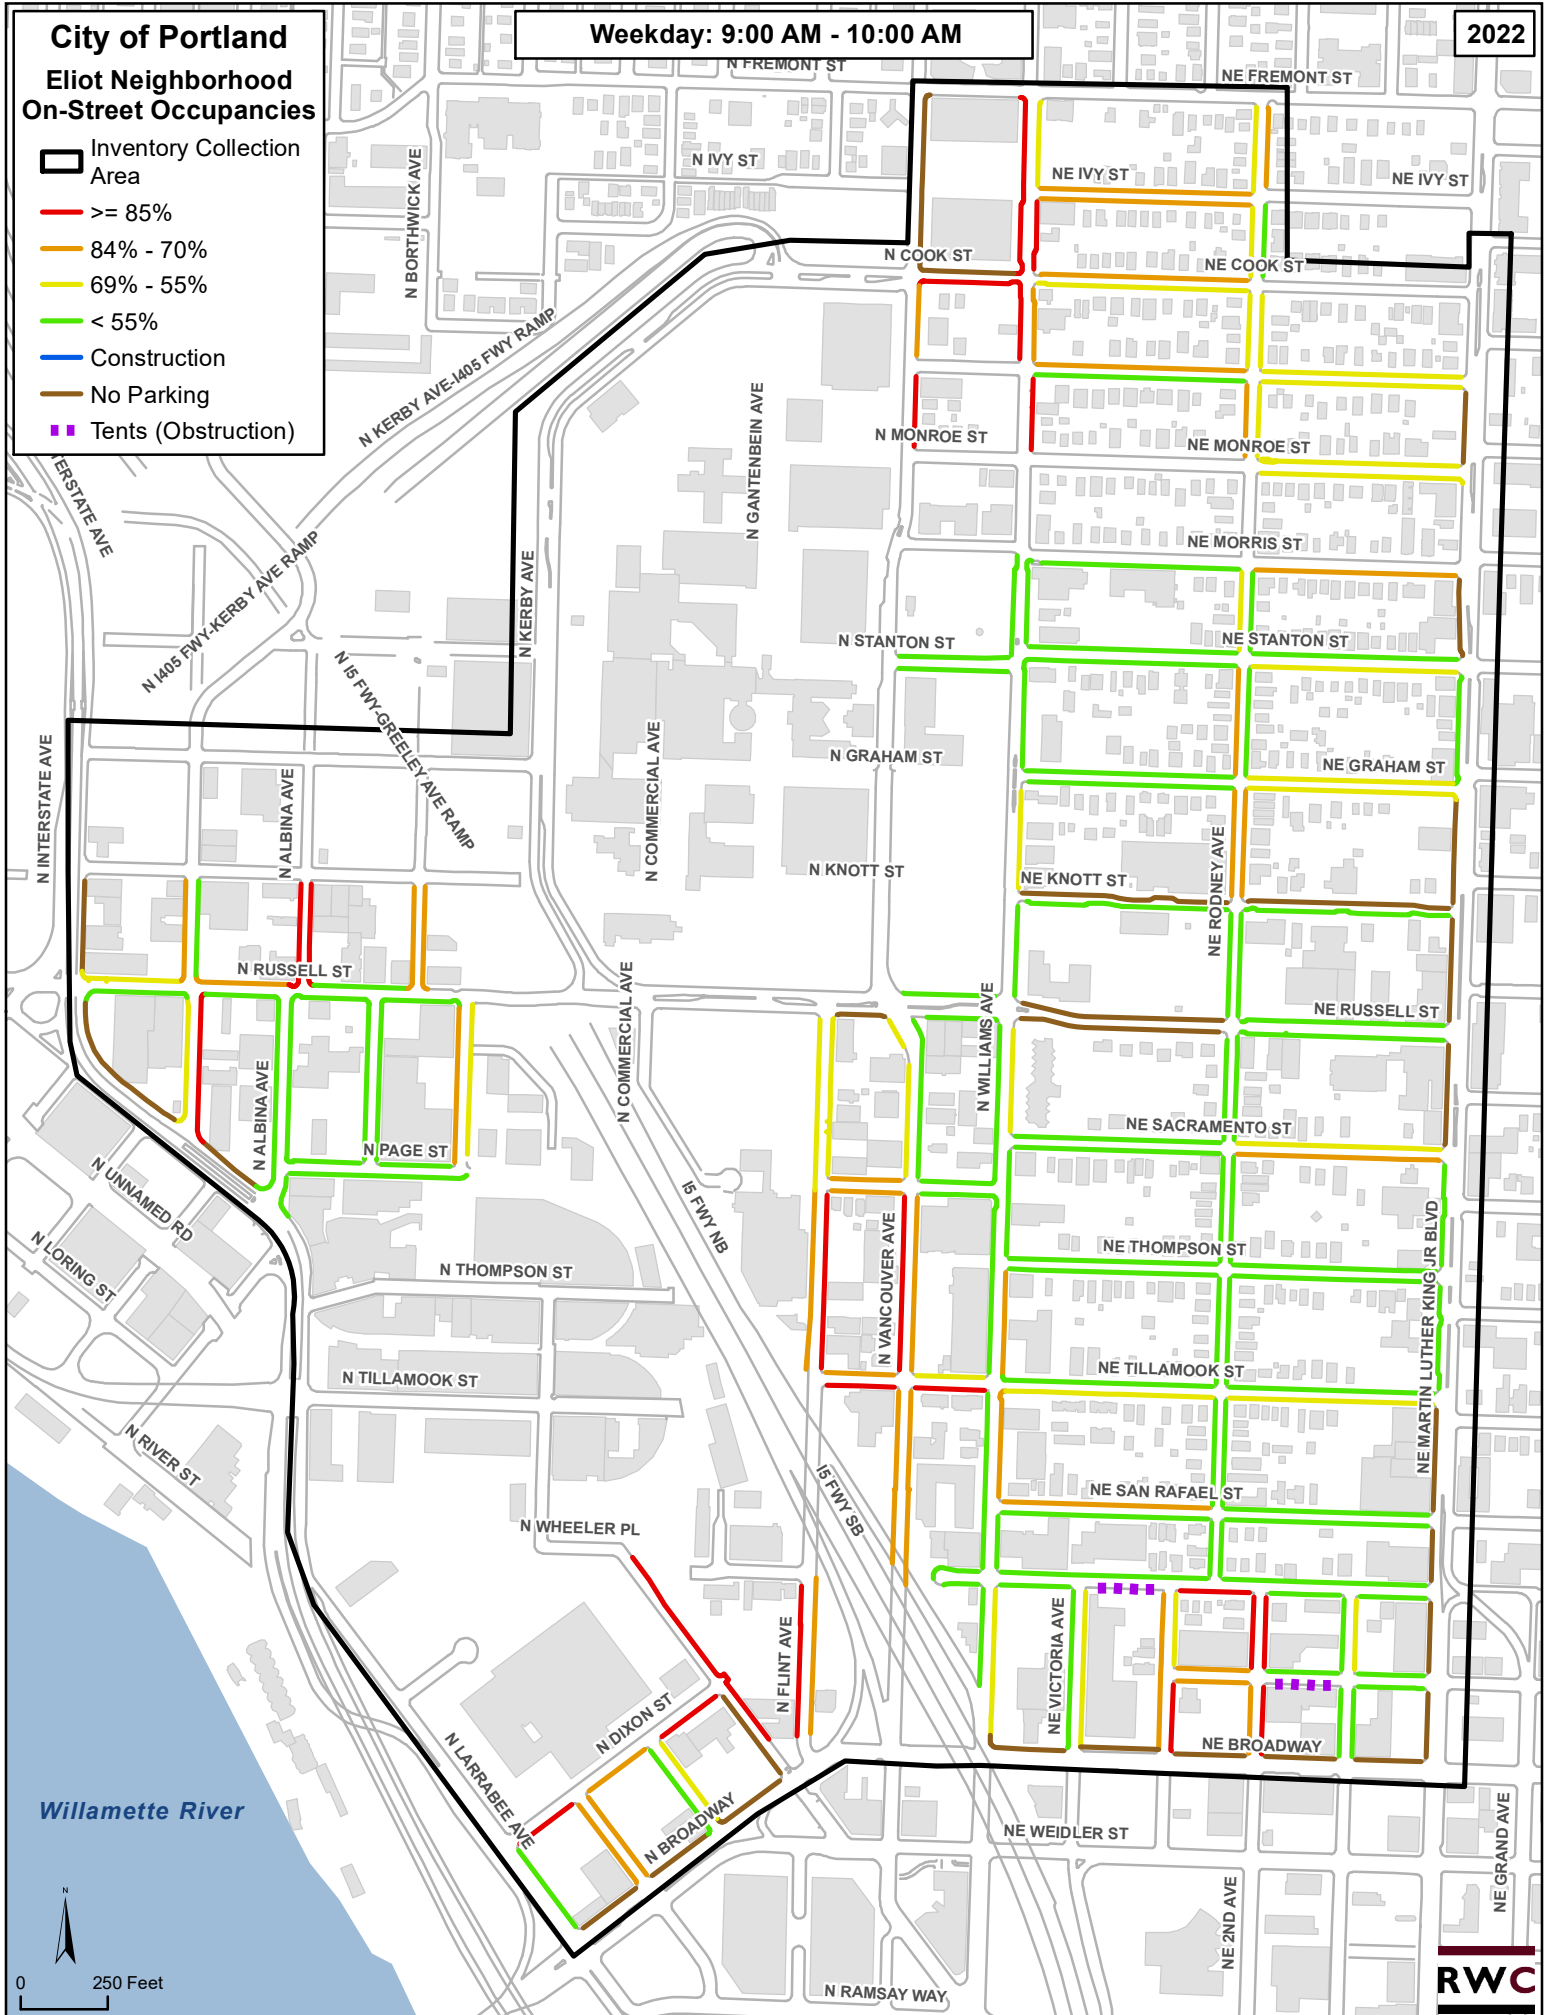 City of Portland
Eliot Neighborhood
On-Street Occupancies
Inventory Collection
Area
>= 85%
84% - 70%
69% - 55%
< 55%
Construction
No Parking
Tents (Obstruction)
Weekday: 9:00 AM - 10:00 AM
2022
N FREMONT ST
NE FREMONT ST
N IVY ST
NE IVY ST
NE IVY ST
N BORTHWICK AVE
N COOK ST
NE COOK ST
N KERBY AVE-I405 FWY RAMP
N GANTENBEIN AVE
N MONROE ST
NE MONROE ST
TERSTATE AVE
NE MORRIS ST
N I405 FWY-KERBY AVE RAMP
N KERBY AVE
N STANTON ST
NE STANTON ST
N I5 FWY-GREELEY AVE RAMP
N INTERSTATE AVE
N ALBINA AVE
N COMMERCIAL AVE
N GRAHAM ST
NE GRAHAM ST
N KNOTT ST
NE KNOTT ST
NE RODNEY AVE
N RUSSELL ST
N COMMERCIAL AVE
N WILLIAMS AVE
NE RUSSELL ST
N ALBINA AVE
N PAGE ST
NE SACRAMENTO ST
N UNNAMED RD
I5 FWY NB
N LORING ST
N VANCOUVER AVE
NE THOMPSON ST
NE MARTIN LUTHER KING JR BLVD
N THOMPSON ST
N TILLAMOOK ST
NE TILLAMOOK ST
N RIVER ST
I5 FWY SB
NE SAN RAFAEL ST
N WHEELER PL
N FLINT AVE
NE VICTORIA AVE
N DIXON ST
N LARRABEE AVE
NE BROADWAY
N BROADWAY
Willamette River
NE WEIDLER ST
NE GRAND AVE
NE 2ND AVE
N RAMSAY WAY
N
0
250 Feet
RWC